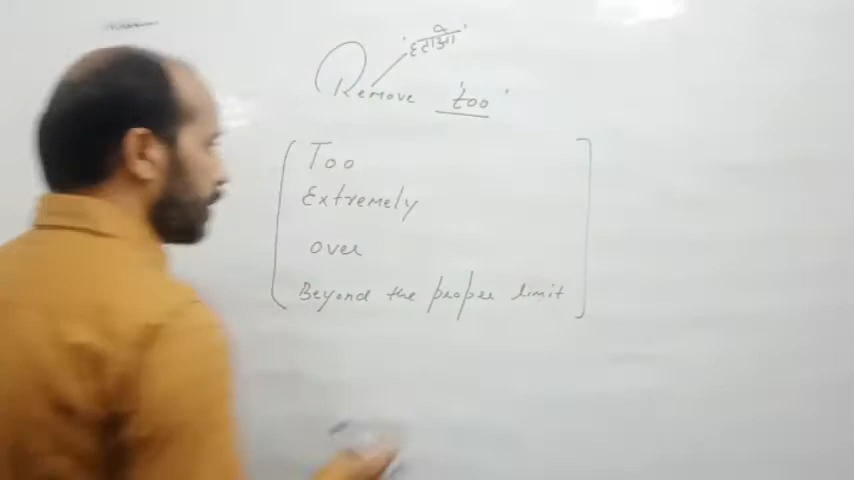 हटाओ
Remove 'too'
Too
Extremely
over
Beyond the proper limit